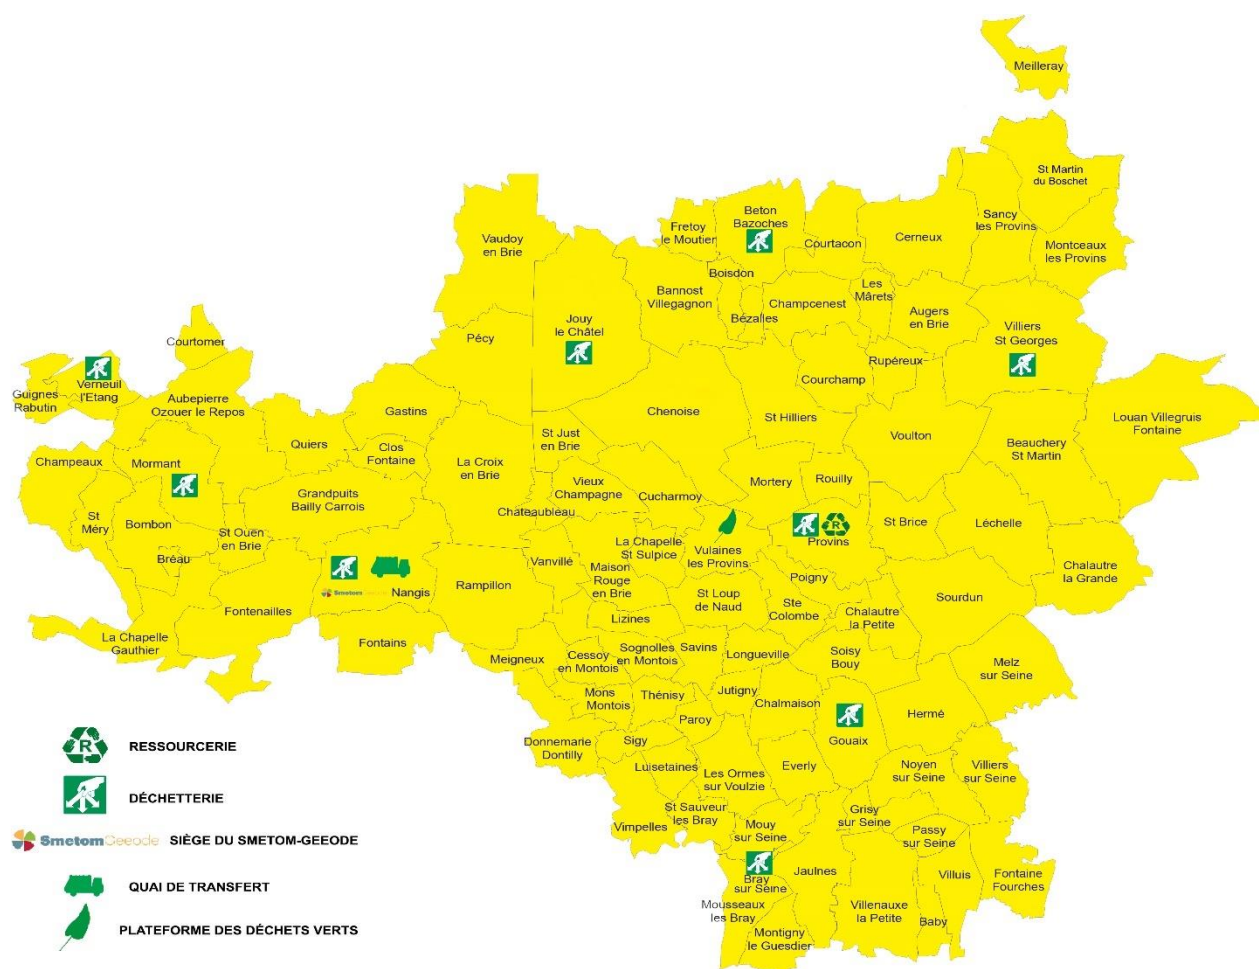 Meilleray
St Martin
du Boschet
Sancy
les Provins
Montceaux
les Provins
Cerneux
Courtacon
Beton
Bazoches
Fretoy
le Moutier
Vaudoy
en Brie
Boisdon
Bannost
Villegagnon
Bézalles
Champcenest
Les
Mârets
Augers
en Brie
Villiers
St Georges
Jouy
le Châtel
Pécy
Courtomer
Rupéreux
Courchamp
Guignes
Rabutin
Verneuil
l'Etang
Aubepierre
Ozouer le Repos
Gastins
Chenoise
St Hilliers
Voulton
Beauchery
St Martin
Louan Villegruis
Fontaine
Quiers
Clos
Fontaine
St Just
en Brie
La Croix
en Brie
Champeaux
Mormant
Grandpuits
Bailly Carrois
Vieux
Champagne
Cucharmoy
Mortery
Rouilly
Châteaubleau
St
Méry
Bombon
St Ouen
en Brie
Bréau
St Brice
Léchelle
Provins
Vulaines
les Provins
La Chapelle
St Sulpice
Vanvillé
Maison
Rouge
en Brie
Chalautre
la Grande
SmetomGeeode
Nangis
Rampillon
Poigny
St Loup
de Naud
Ste
Colombe
Sourdun
Chalautre
la Petite
Fontenailles
Lizines
La Chapelle
Gauthier
Fontains
Meigneux
Cessoy
en Montois
Sognolles
en Montois
Savins
Longueville
Soisy
Bouy
Melz
sur Seine
Mons
Montois
Thénisy
Jutigny
Chalmaison
Hermé
Paroy
Gouaix
Donnemarie
Dontilly
Sigy
Luisetaines
Les Ormes
sur Voulzie
Everly
Noyen
sur Seine
Villiers
sur Seine
St Sauveur
les Bray
Vimpelles
Mouy
sur Seine
Grisy
sur Seine
Passy
sur Seine
Bray
sur Seine
Jaulnes
Villuis
Fontaine
Fourches
Mousseaux
les Bray
Villenauxe
la Petite
Baby
Montigny
le Guesdier
R RESSOURCERIE
DÉCHETTERIE
SmetomGeeode SIÈGE DU SMETOM-GEEODE
QUAI DE TRANSFERT
PLATEFORME DES DÉCHETS VERTS